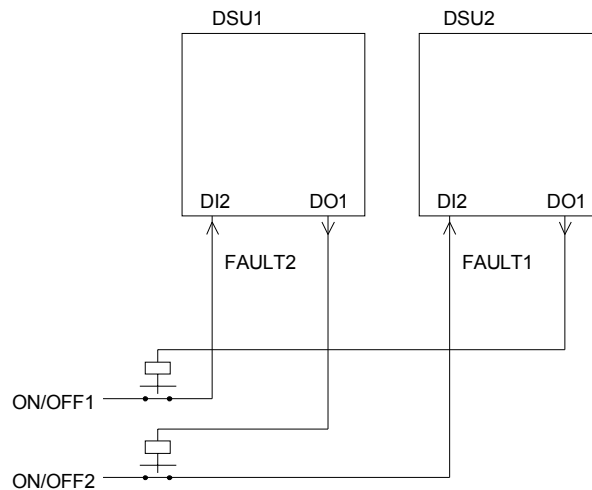 DSU1 DSU2
DI2 DO1 DI2 DO1
FAULT2 FAULT1
ON/OFF1
ON/OFF2